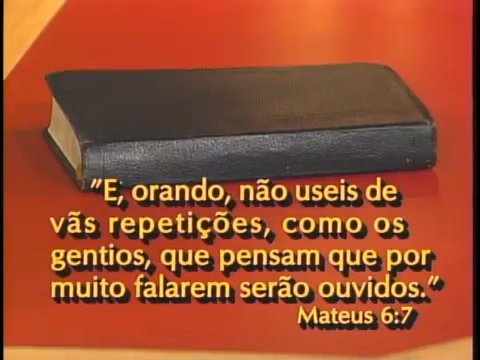 "E, orando, não useis de
vãs repetições, como os
gentios, que pensam que por
muito falarem serão ouvidos."
Mateus 6:7